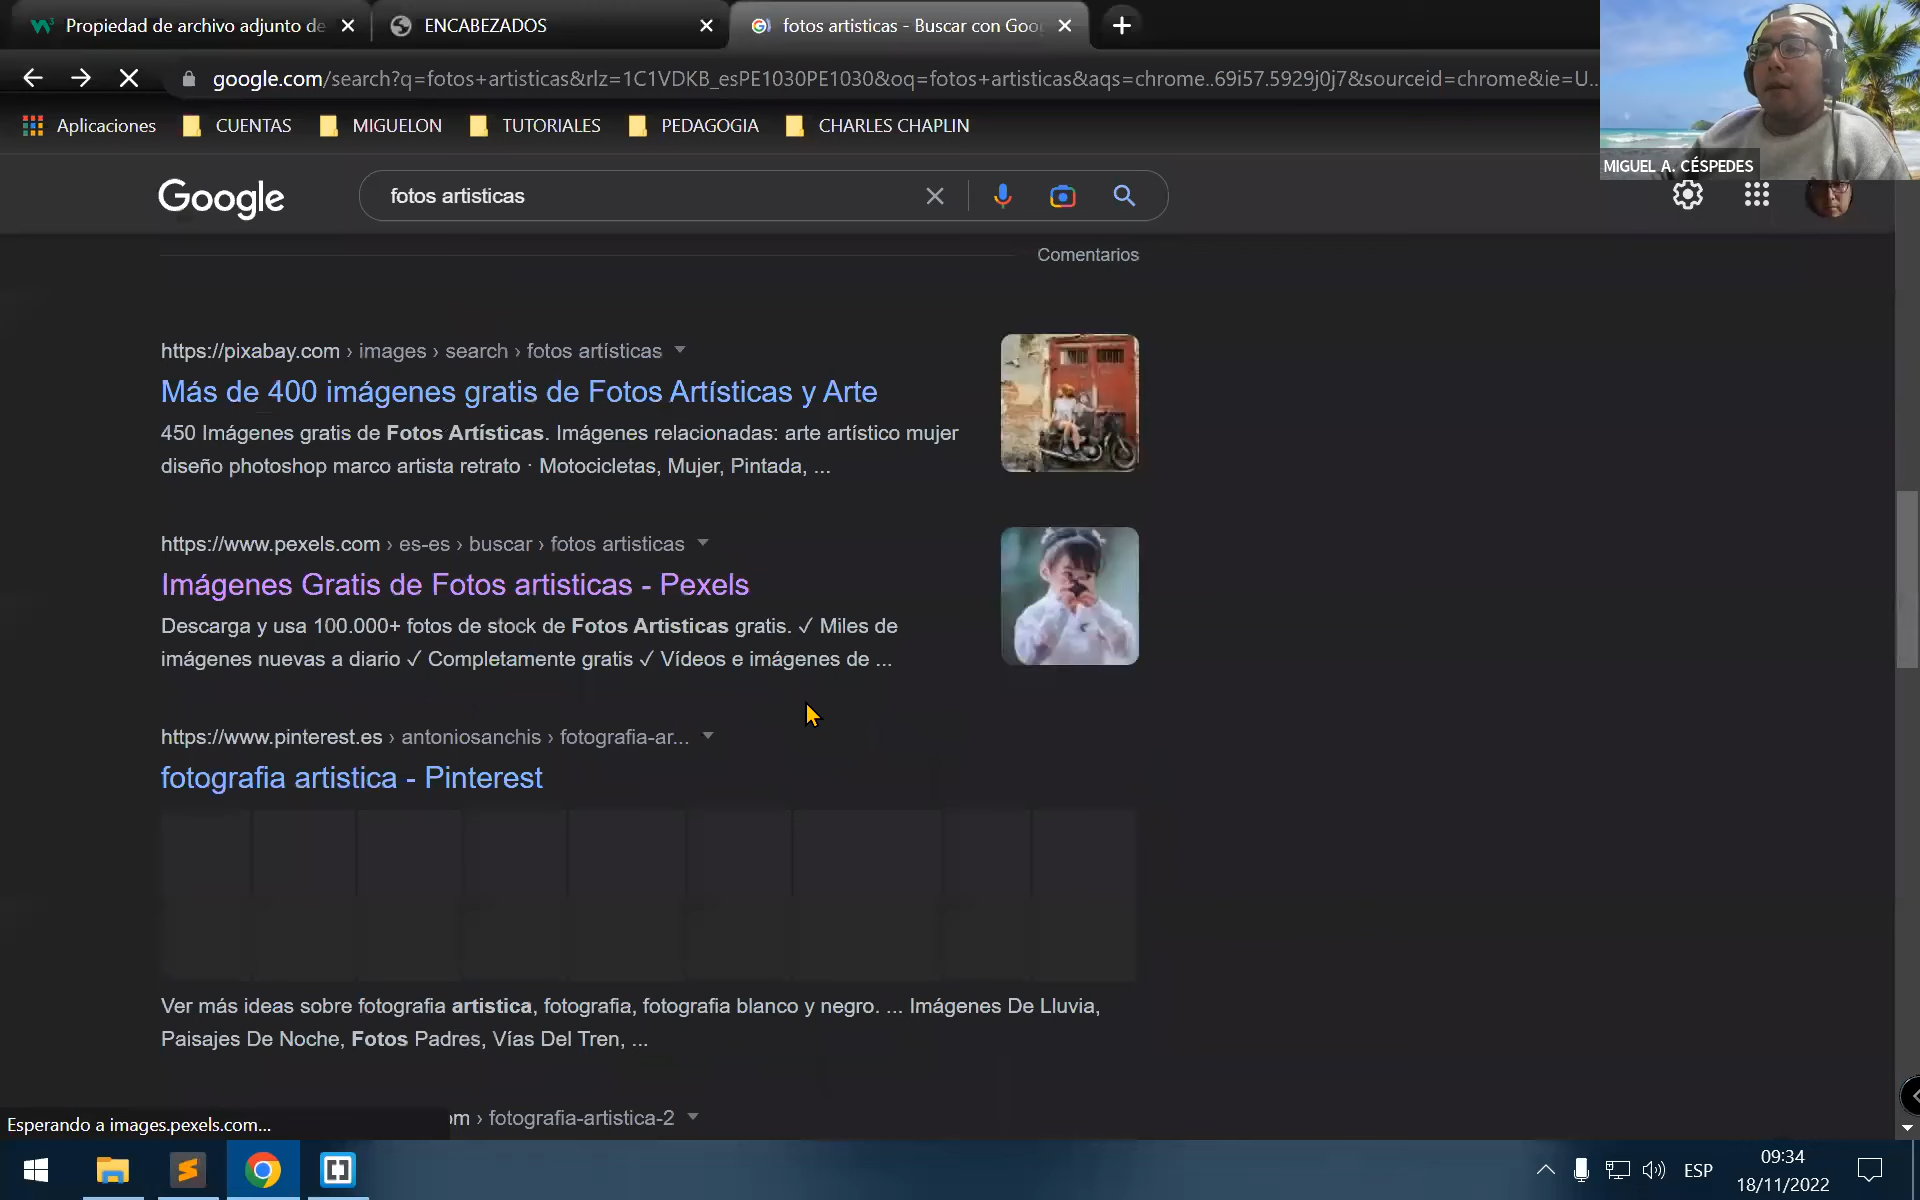 Propiedad de archivo adjunto de
ENCABEZADOS
fotos artisticas - Buscar con Goo
google.com/search?q=fotos+artisticas&rlz=1C1VDKB_esPE1030PE1030&oq=fotos+artisticas&aqs=chrome..69i57.5929j0j7&sourceid=chrome&ie=U...
Aplicaciones
CUENTAS
MIGUELON
TUTORIALES
PEDAGOGIA
CHARLES CHAPLIN
MIGUEL A. CÉSPEDES
Google
fotos artisticas
Comentarios
https://pixabay.com › images › search › fotos artísticas
Más de 400 imágenes gratis de Fotos Artísticas y Arte
450 Imágenes gratis de Fotos Artísticas. Imágenes relacionadas: arte artístico mujer
diseño photoshop marco artista retrato · Motocicletas, Mujer, Pintada, ...
https://www.pexels.com › es-es › buscar › fotos artisticas
Imágenes Gratis de Fotos artisticas - Pexels
Descarga y usa 100.000+ fotos de stock de Fotos Artisticas gratis. ✓ Miles de
imágenes nuevas a diario ✓ Completamente gratis ✓ Vídeos e imágenes de ...
https://www.pinterest.es › antoniosanchis › fotografia-ar...
fotografia artistica - Pinterest
Ver más ideas sobre fotografia artistica, fotografia, fotografia blanco y negro. ... Imágenes De Lluvia,
Paisajes De Noche, Fotos Padres, Vías Del Tren, ...
om › fotografia-artistica-2
Esperando a images.pexels.com...
ESP
09:34
18/11/2022